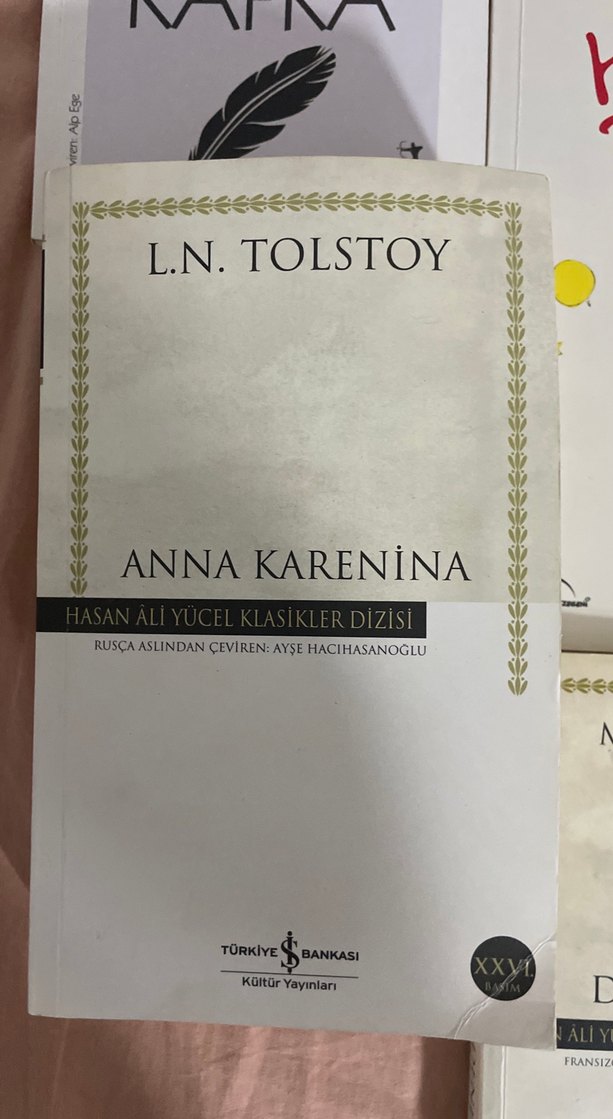 KAFKA
Alp Ege
L.N. TOLSTOY
ANNA KARENİNA
HASAN ÂLİ YÜCEL KLASİKLER DİZİSİ
RUSÇA ASLINDAN ÇEVİREN: AYŞE HACIHASANOĞLU
TÜRKİYE İŞ BANKASI
Kültür Yayınları
XXVI.
BASIM
ÂLİ